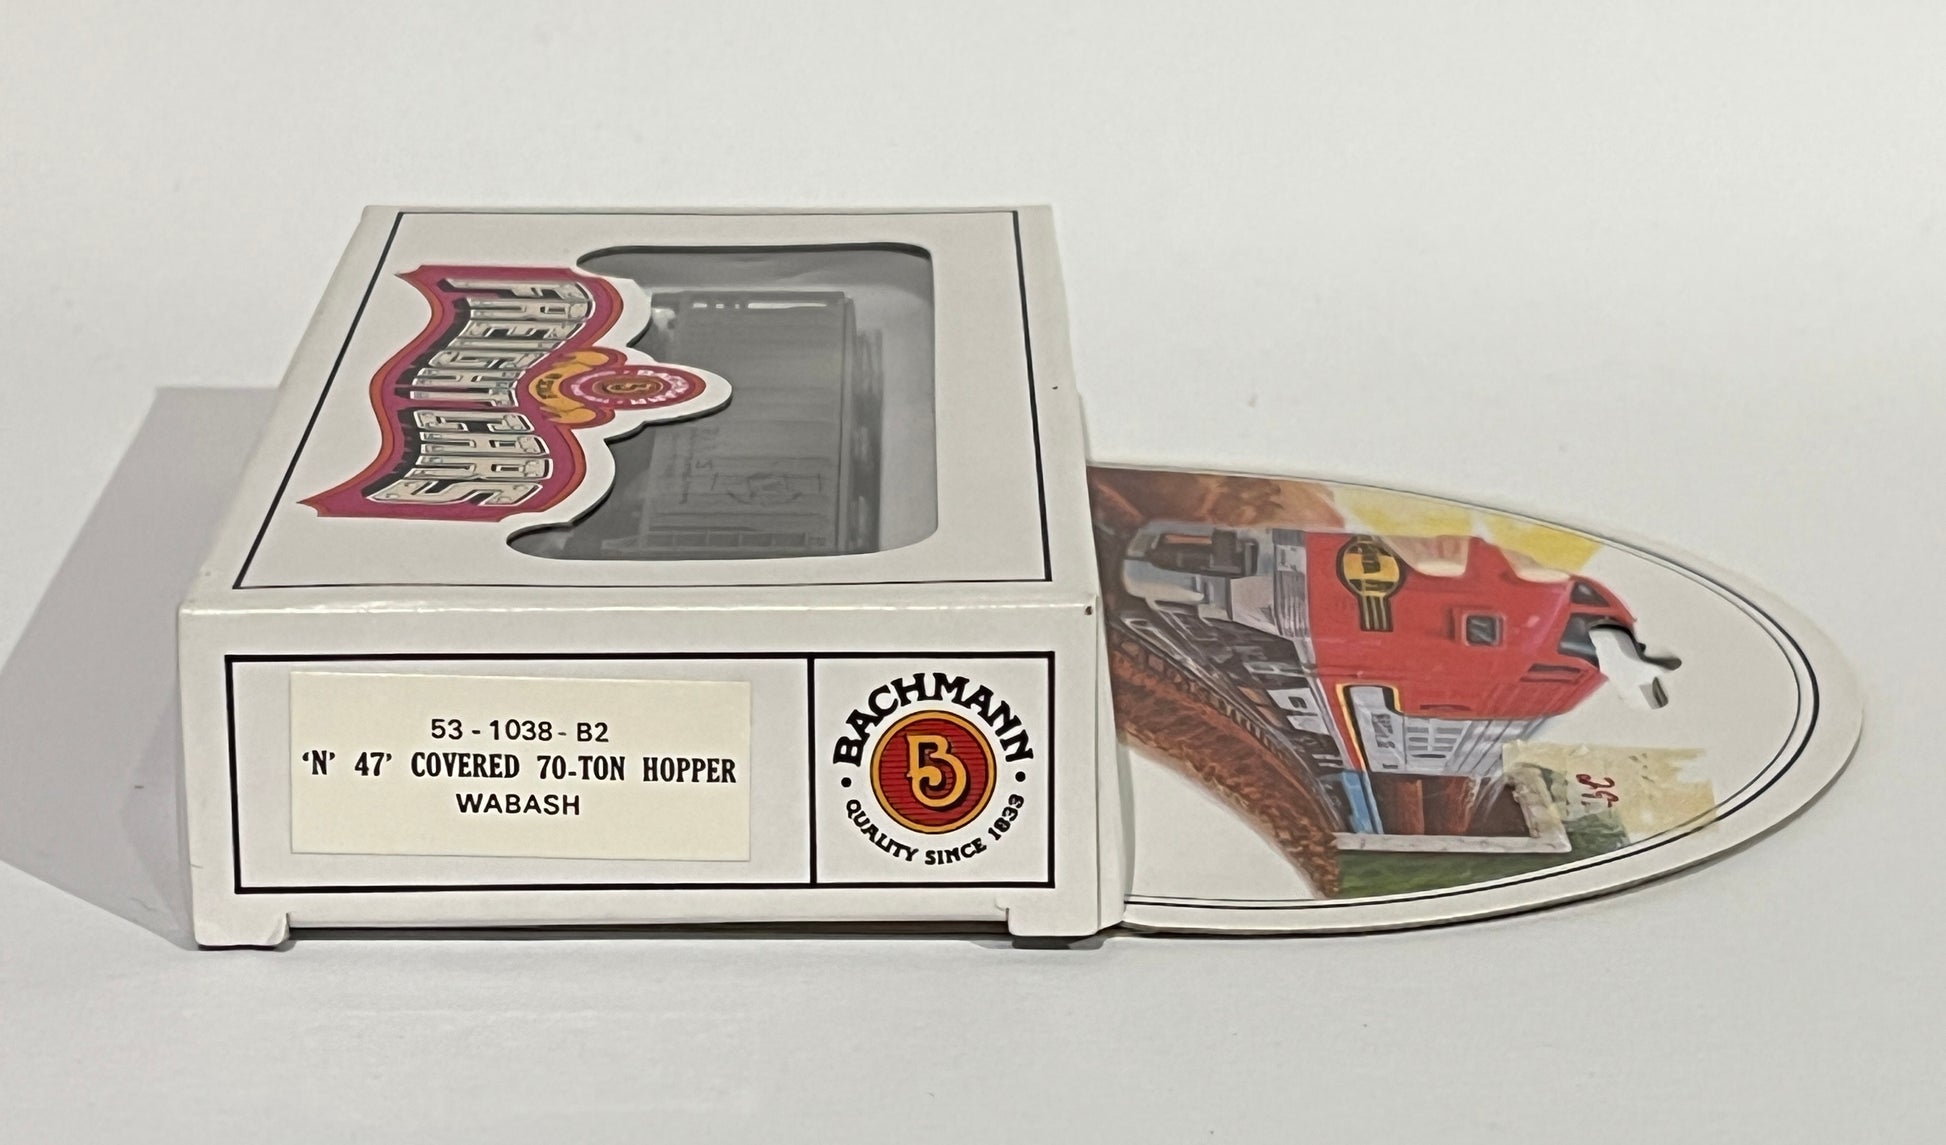 FREIGHT CARS
53-1038-B2
'N' 47' COVERED 70-TON HOPPER
WABASH
BACHMANN
B
• QUALITY SINCE 1833 •